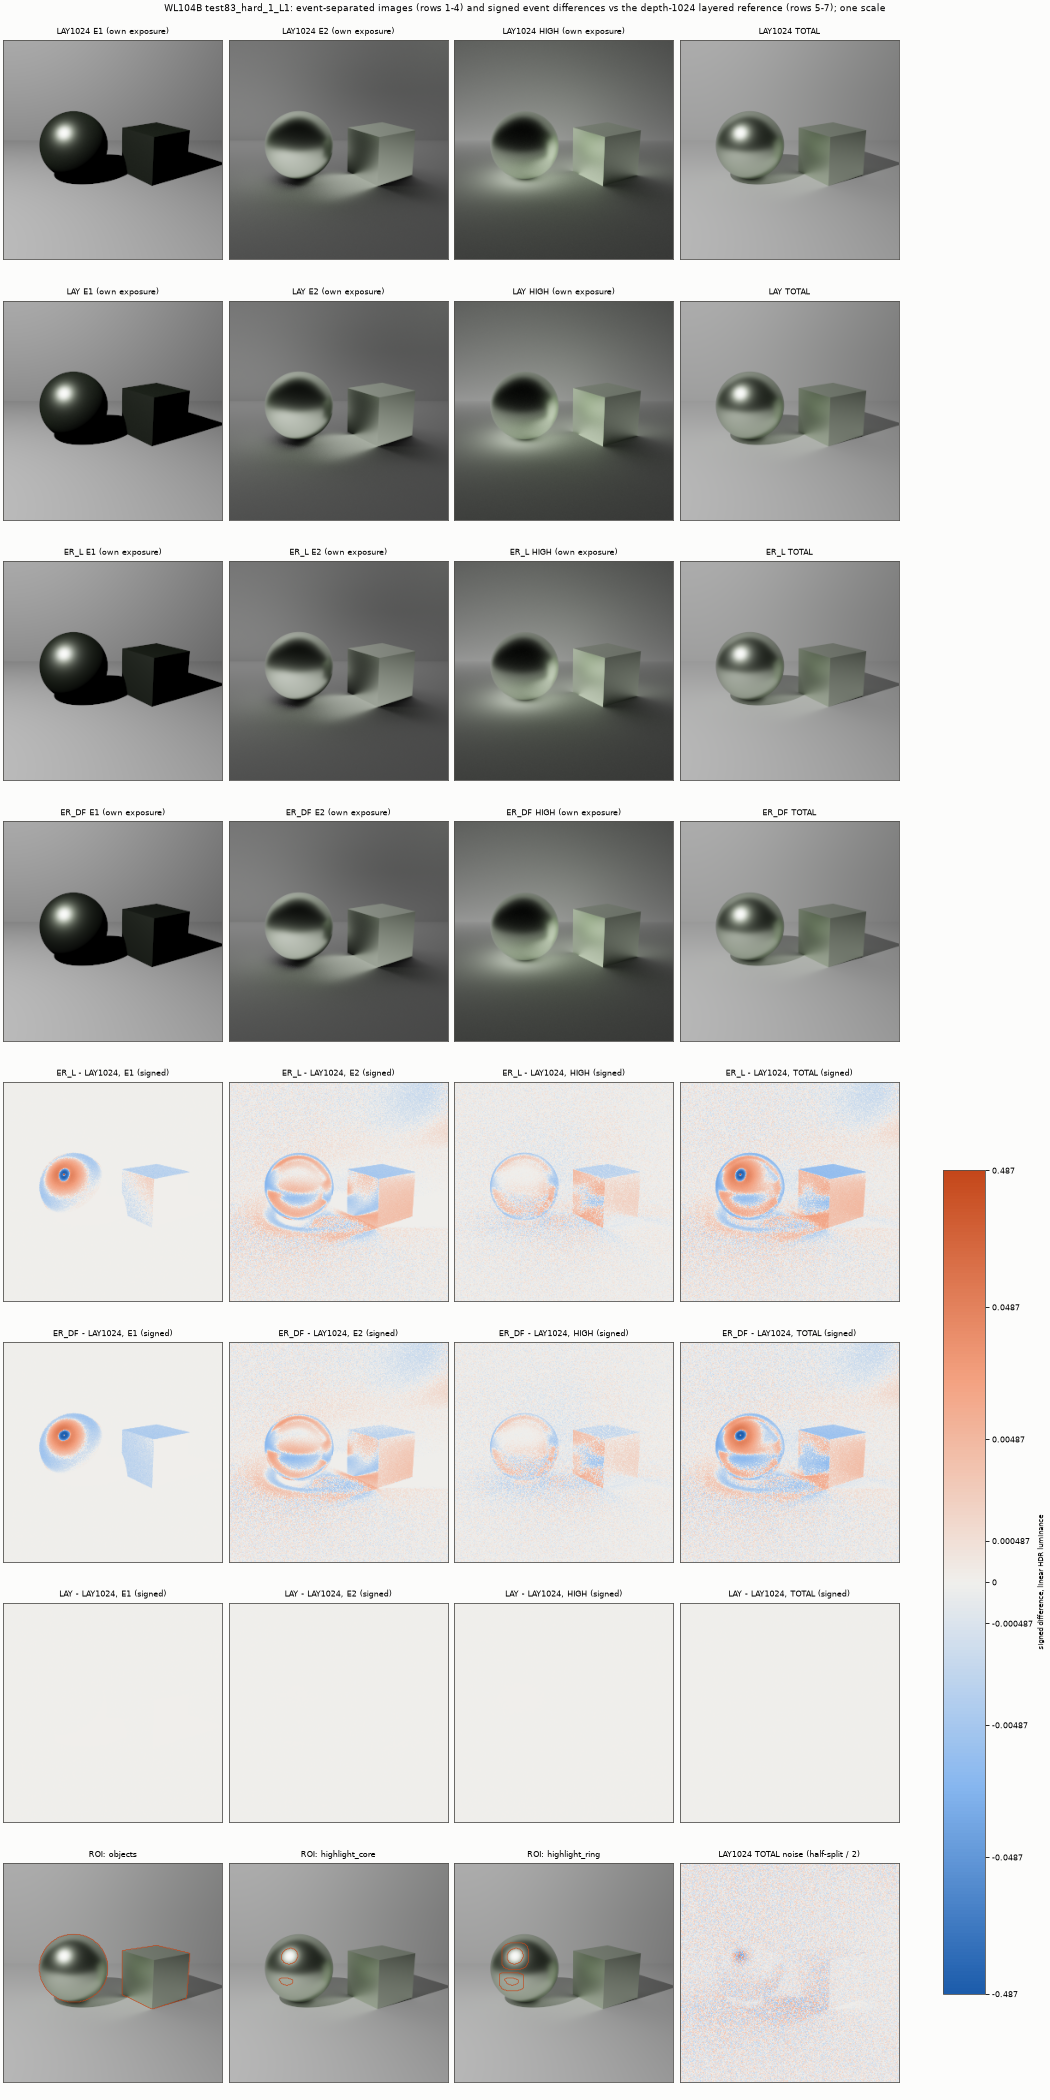 WL104B test83_hard_1_L1: event-separated images (rows 1-4) and signed event differences vs the depth-1024 layered reference (rows 5-7); one scale
LAY1024 E1 (own exposure)
LAY1024 E2 (own exposure)
LAY1024 HIGH (own exposure)
LAY1024 TOTAL
LAY E1 (own exposure)
LAY E2 (own exposure)
LAY HIGH (own exposure)
LAY TOTAL
ER_L E1 (own exposure)
ER_L E2 (own exposure)
ER_L HIGH (own exposure)
ER_L TOTAL
ER_DF E1 (own exposure)
ER_DF E2 (own exposure)
ER_DF HIGH (own exposure)
ER_DF TOTAL
ER_L - LAY1024, E1 (signed)
ER_L - LAY1024, E2 (signed)
ER_L - LAY1024, HIGH (signed)
ER_L - LAY1024, TOTAL (signed)
ER_DF - LAY1024, E1 (signed)
ER_DF - LAY1024, E2 (signed)
ER_DF - LAY1024, HIGH (signed)
ER_DF - LAY1024, TOTAL (signed)
LAY - LAY1024, E1 (signed)
LAY - LAY1024, E2 (signed)
LAY - LAY1024, HIGH (signed)
LAY - LAY1024, TOTAL (signed)
ROI: objects
ROI: highlight_core
ROI: highlight_ring
LAY1024 TOTAL noise (half-split / 2)
0.487
0.0487
0.00487
0.000487
0
-0.000487
-0.00487
-0.0487
-0.487
signed difference, linear HDR luminance